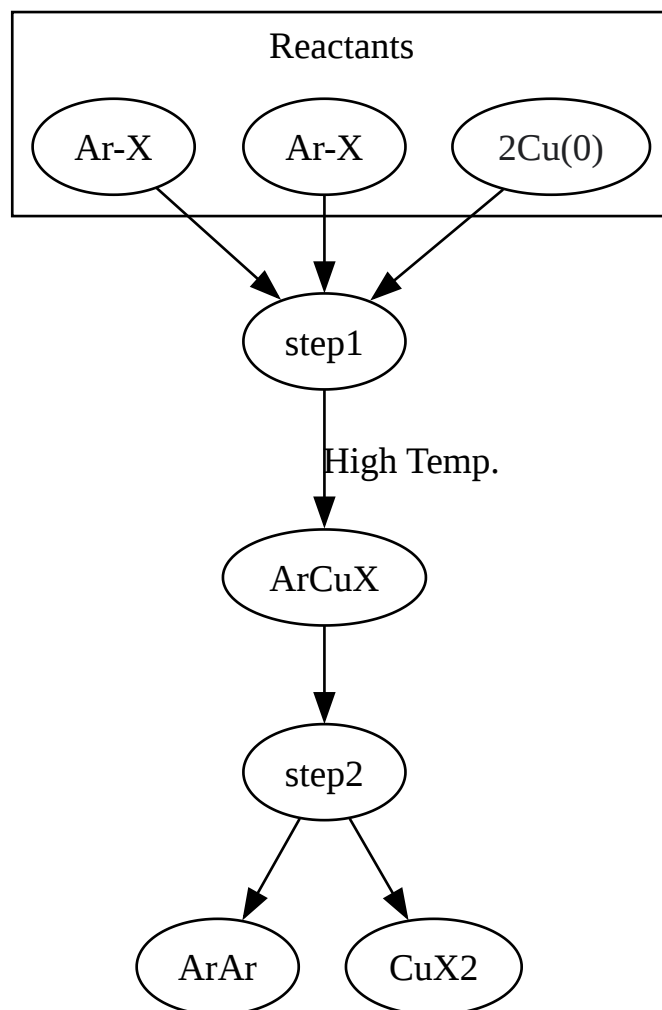 Reactants
Ar-X
Ar-X
2Cu(0)
step1
High Temp.
ArCuX
step2
ArAr
CuX2